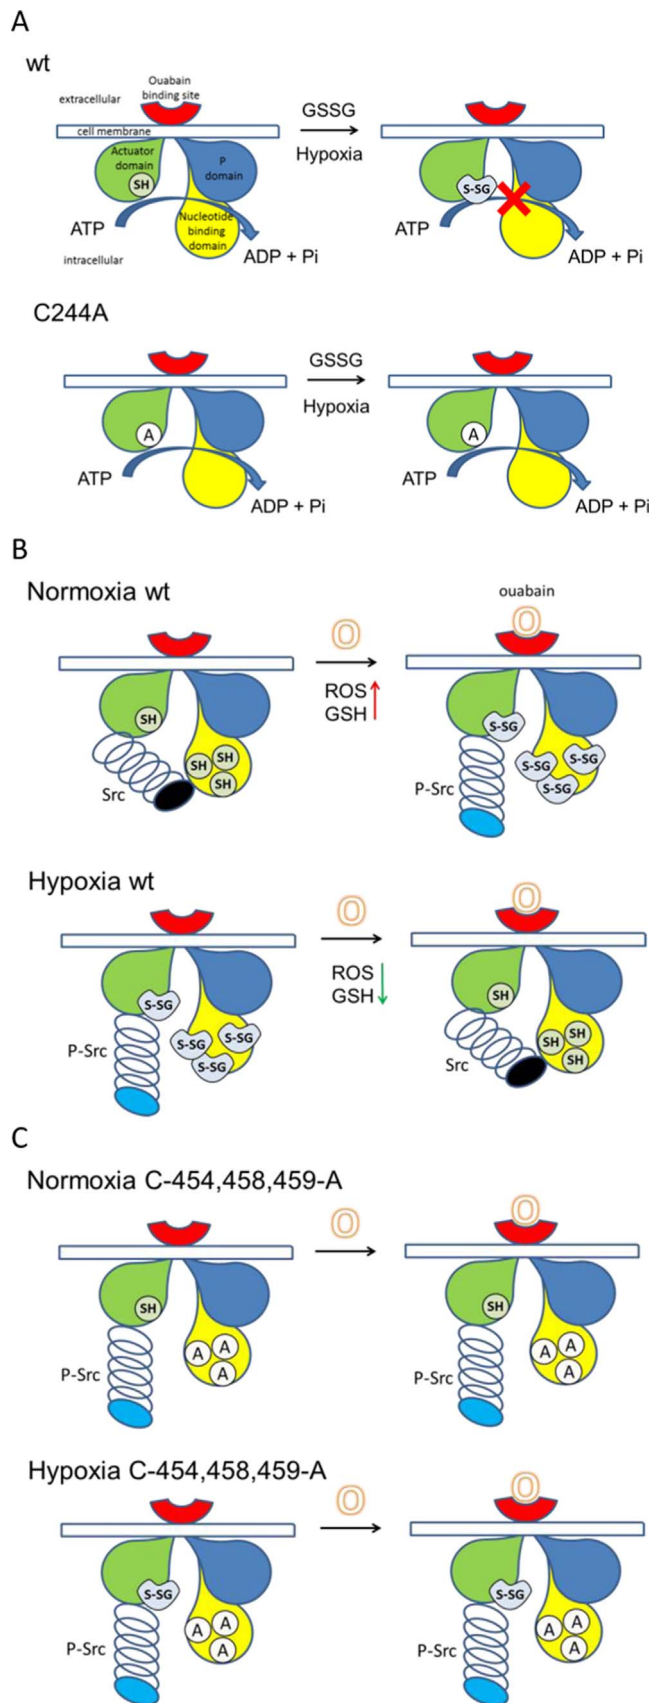 A
wt
Ouabain
binding site
extracellular
cell membrane
Actuator
domain
P
domain
SH
Nucleotide
binding
domain
ATP
ADP + Pi
intracellular
GSSG
Hypoxia
S-SG
ATP
ADP + Pi
C244A
GSSG
Hypoxia
A
ATP
ADP + Pi
A
ATP
ADP + Pi
B
Normoxia wt
SH
SH
SH
SH
Src
O
ROS
GSH
ouabain
O
S-SG
S-SG
S-SG
S-SG
P-Src
Hypoxia wt
S-SG
S-SG
S-SG
S-SG
P-Src
O
ROS
GSH
O
SH
SH
SH
SH
Src
C
Normoxia C-454,458,459-A
SH
A
A
A
P-Src
O
O
SH
A
A
A
P-Src
Hypoxia C-454,458,459-A
S-SG
A
A
A
P-Src
O
O
S-SG
A
A
A
P-Src